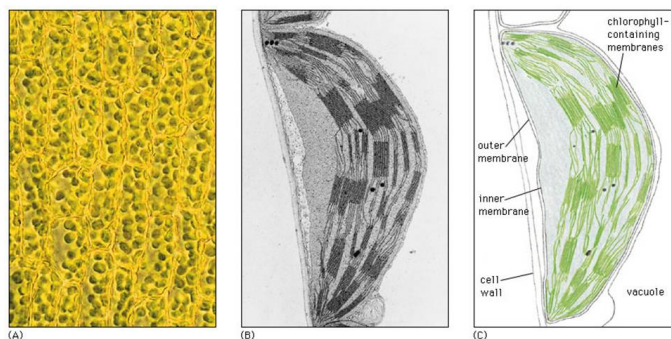 chlorophyll-
containing
membranes
outer
membrane
inner
membrane
cell
wall
vacuole
(A)
(B)
(C)